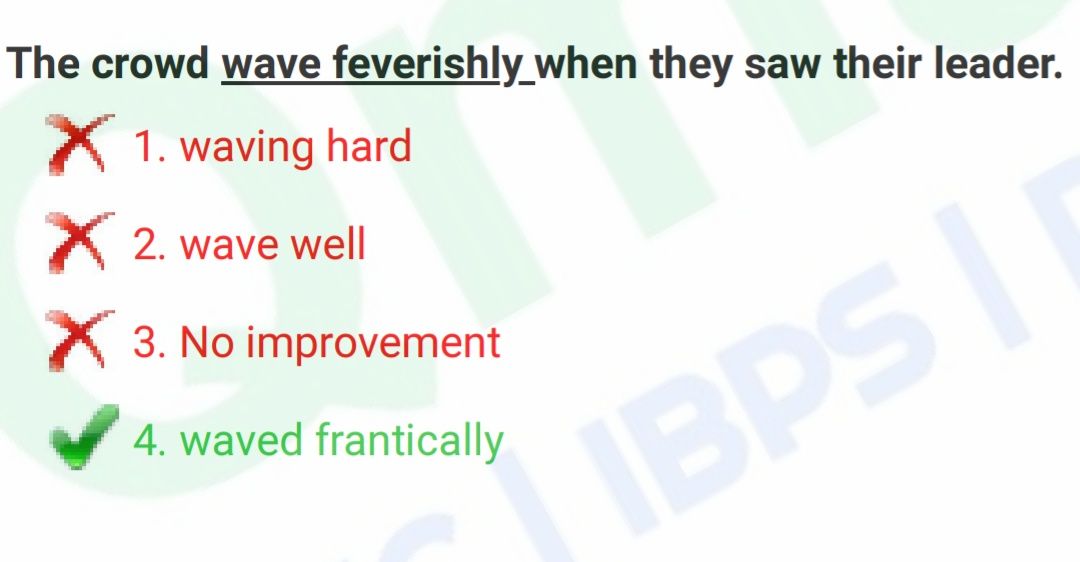 The crowd wave feverishly when they saw their leader.
1. waving hard
2. wave well
3. No improvement
4. waved frantically
| IBPS |